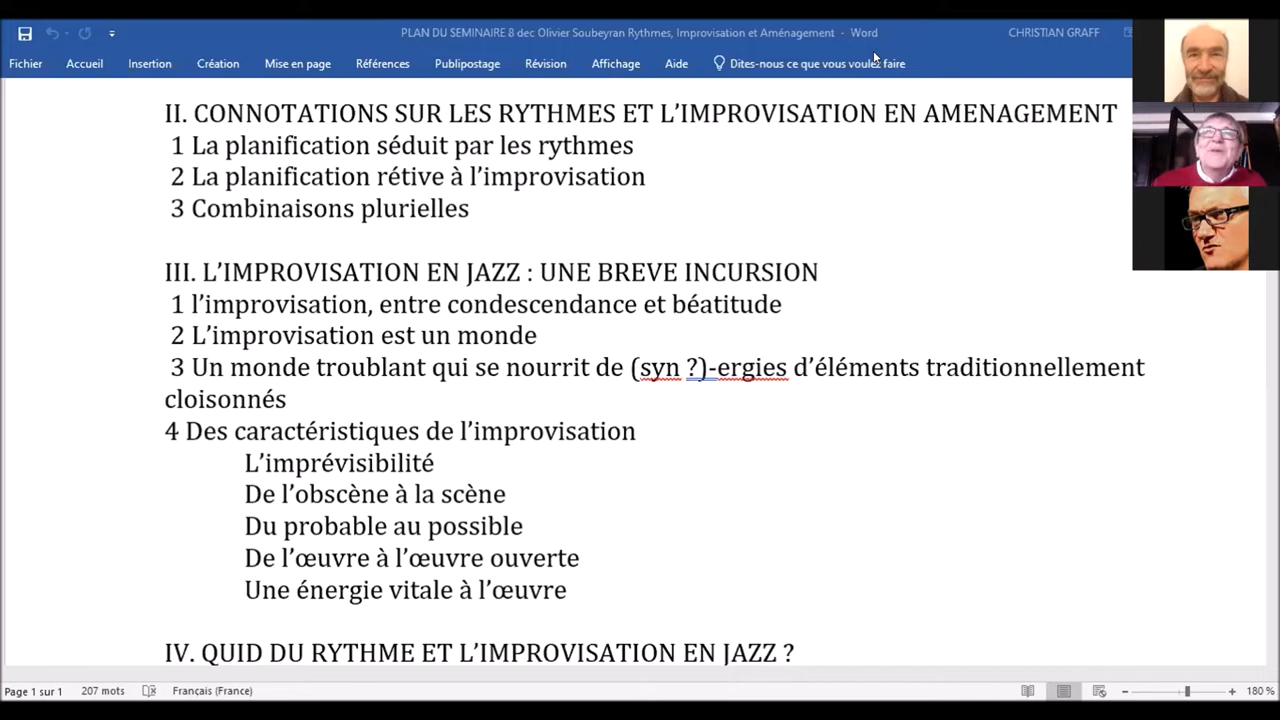 PLAN DU SEMINAIRE 8 dec Olivier Soubeyran Rythmes, Improvisation et Aménagement - Word
CHRISTIAN GRAFF
Fichier Accueil Insertion Création Mise en page Références Publipostage Révision Affichage Aide Dites-nous ce que vous voulez faire
II. CONNOTATIONS SUR LES RYTHMES ET L’IMPROVISATION EN AMENAGEMENT
1 La planification séduit par les rythmes
2 La planification rétive à l’improvisation
3 Combinaisons plurielles
III. L’IMPROVISATION EN JAZZ : UNE BREVE INCURSION
1 l’improvisation, entre condescendance et béatitude
2 L’improvisation est un monde
3 Un monde troublant qui se nourrit de (syn ?)-ergies d’éléments traditionnellement
cloisonnés
4 Des caractéristiques de l’improvisation
L’imprévisibilité
De l’obscène à la scène
Du probable au possible
De l’œuvre à l’œuvre ouverte
Une énergie vitale à l’œuvre
IV. QUID DU RYTHME ET L’IMPROVISATION EN JAZZ ?
Page 1 sur 1 207 mots Français (France) 180 %